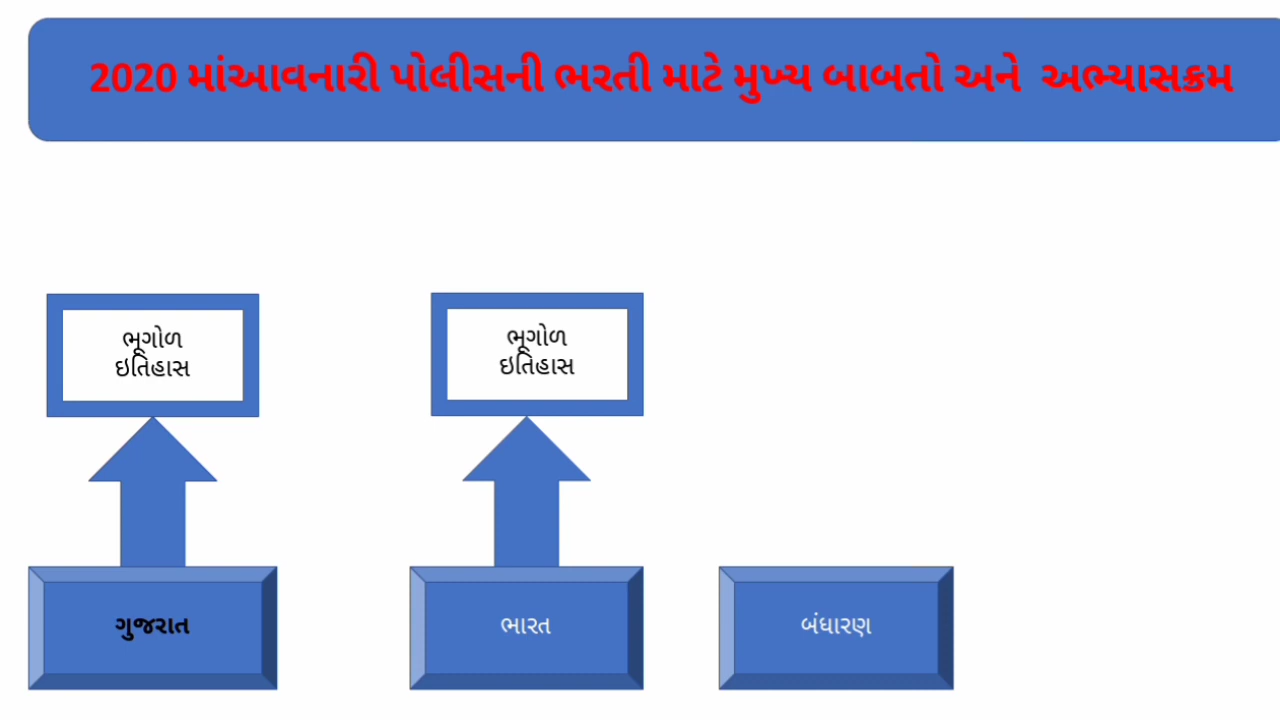 2020 માંઆવનારી પોલીસની ભરતી માટે મુખ્ય બાબતો અને અભ્યાસક્રમ
ભૂગોળ
ઇતિહાસ
ભૂગોળ
ઇતિહાસ
ગુજરાત
ભારત
બંધારણ